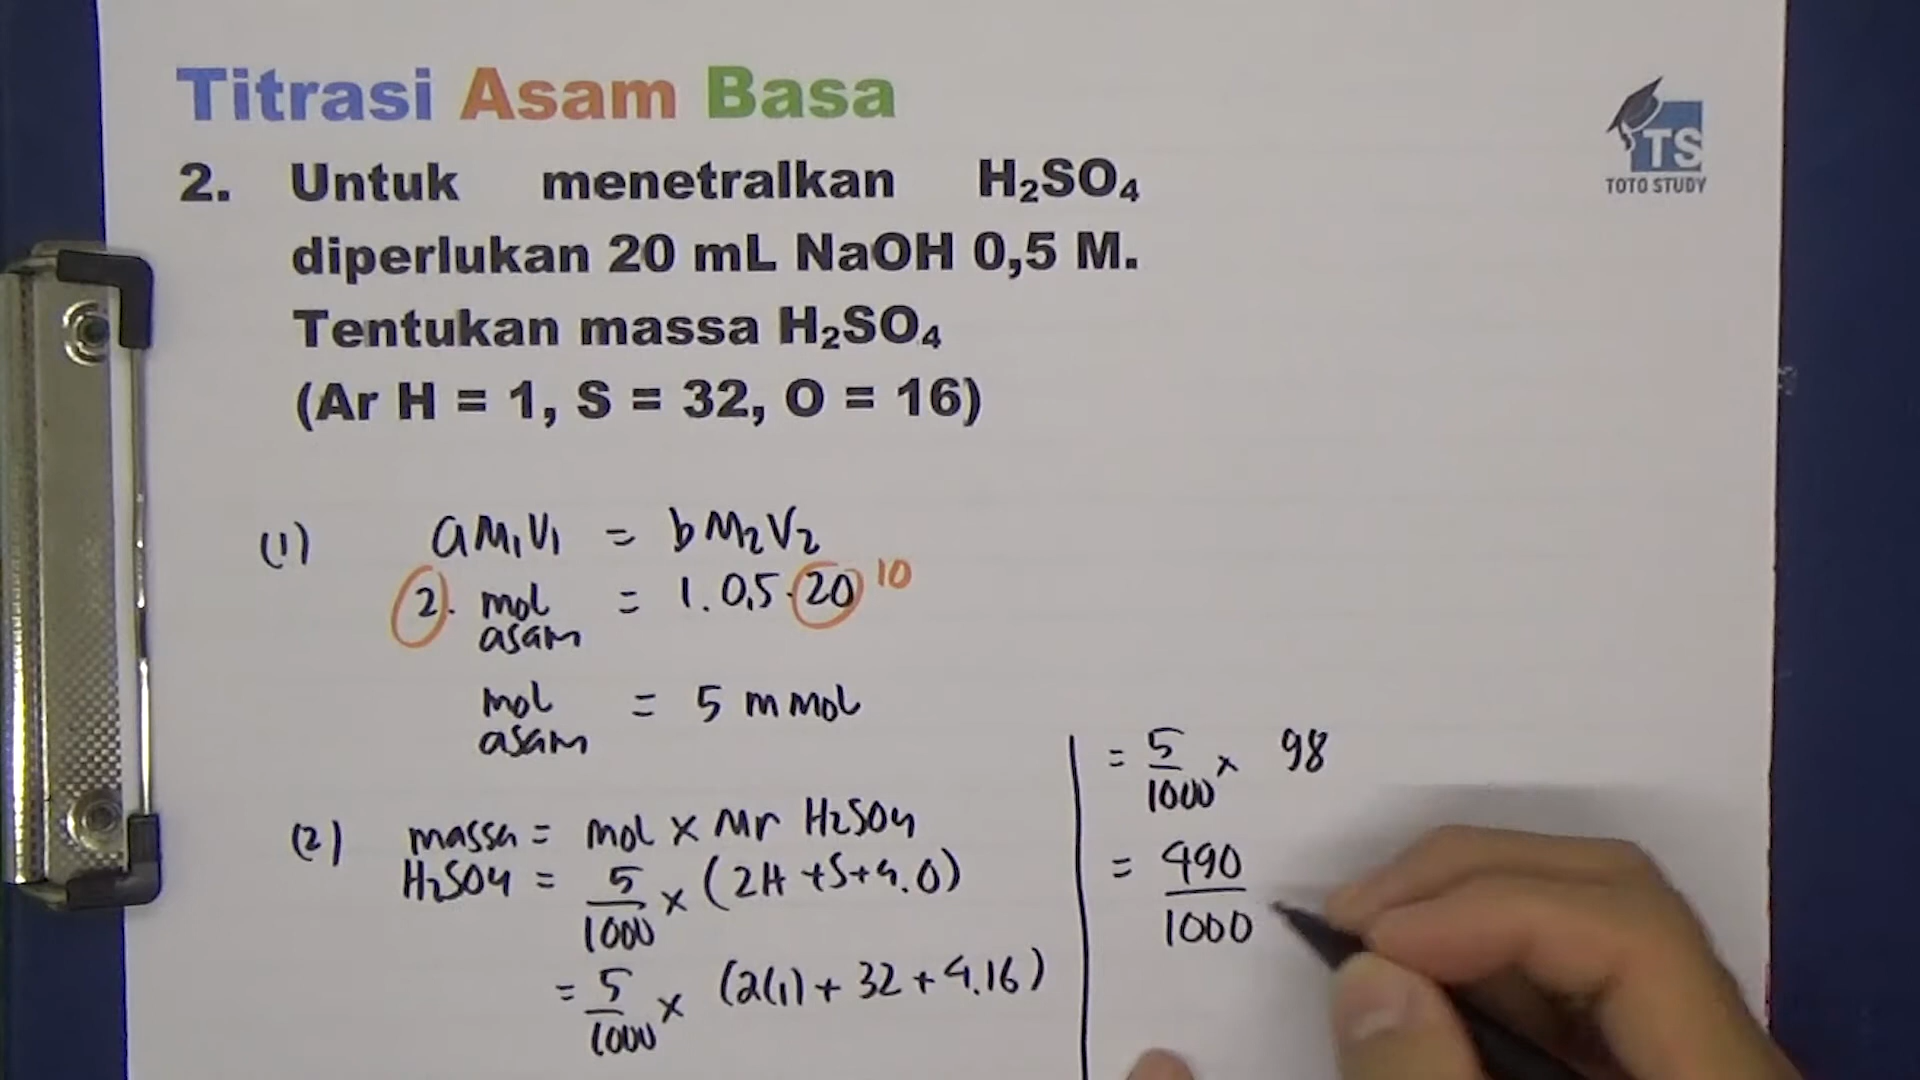 Titrasi Asam Basa
TS
TOTO STUDY
2. Untuk menetralkan H₂SO₄
diperlukan 20 mL NaOH 0,5 M.
Tentukan massa H₂SO₄
(Ar H = 1, S = 32, O = 16)
(1) aM₁V₁ = bM₂V₂
2. mol asam = 1. 0,5. 20 10
mol asam = 5 mmol
(2) massa = mol x Mr H₂SO₄
H₂SO₄ = 5/1000 x (2H + S + 4.O)
= 5/1000 x (2(1) + 32 + 4.16)
= 5/1000 x 98
= 490/1000